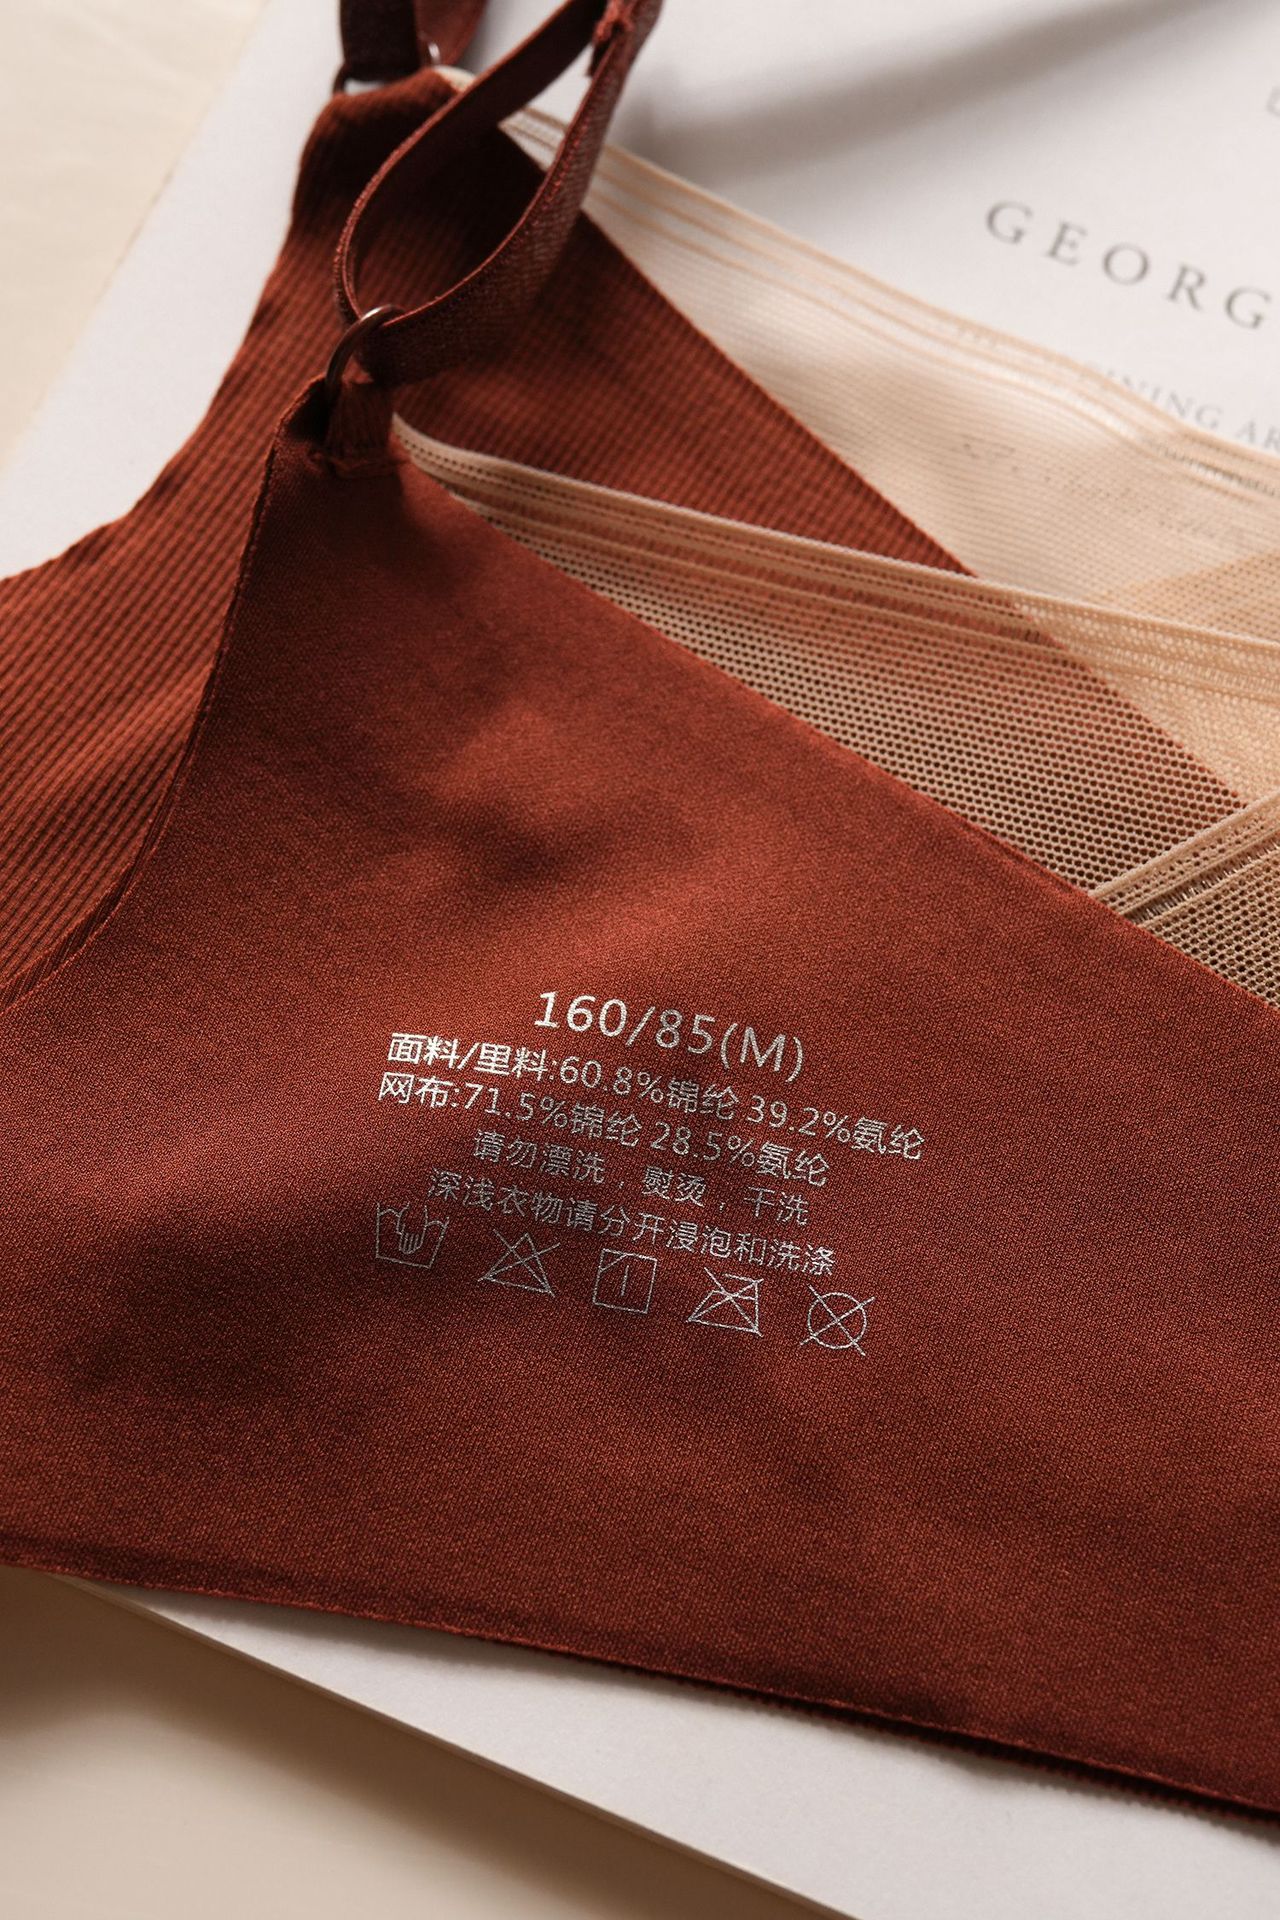 GEORG
160/85(M)
面料/里料:60.8%锦纶 39.2%氨纶
网布:71.5%锦纶 28.5%氨纶
请勿漂洗，熨烫，干洗
深浅衣物请分开浸泡和洗涤